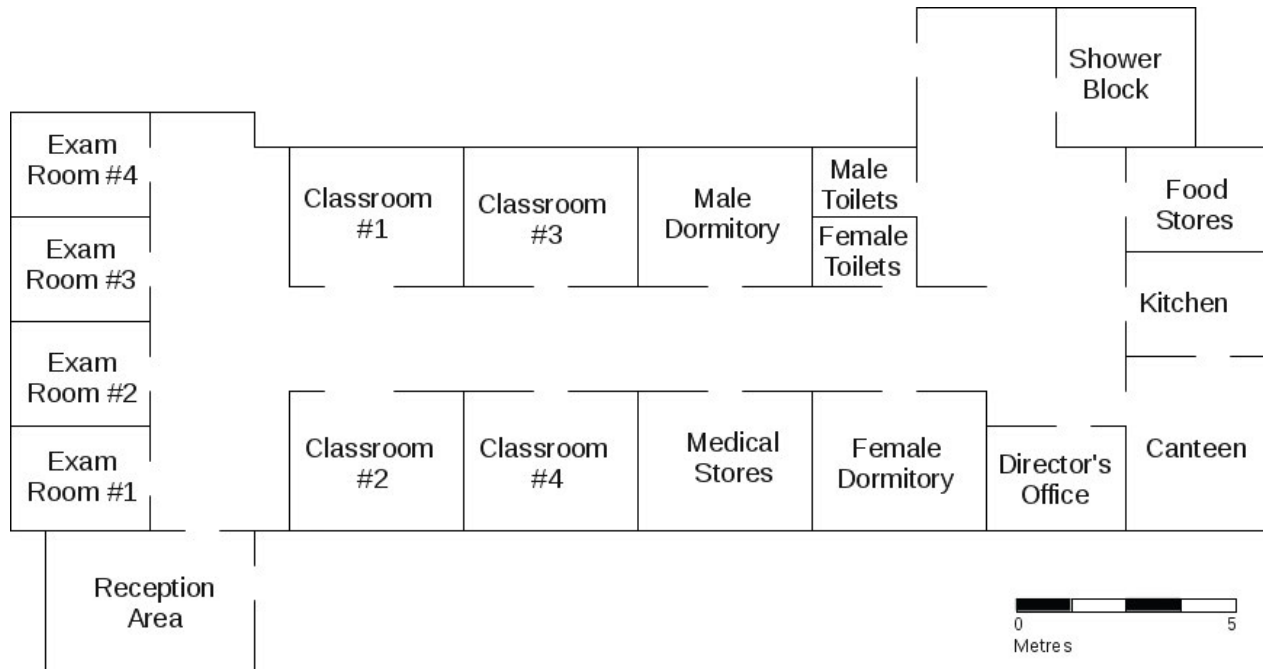 Shower
Block
Exam
Room #4
Classroom
#1
Classroom
#3
Male
Dormitory
Male
Toilets
Food
Stores
Exam
Room #3
Female
Toilets
Kitchen
Exam
Room #2
Classroom
#2
Classroom
#4
Medical
Stores
Female
Dormitory
Director's
Office
Canteen
Exam
Room #1
Reception
Area
0
5
Metres